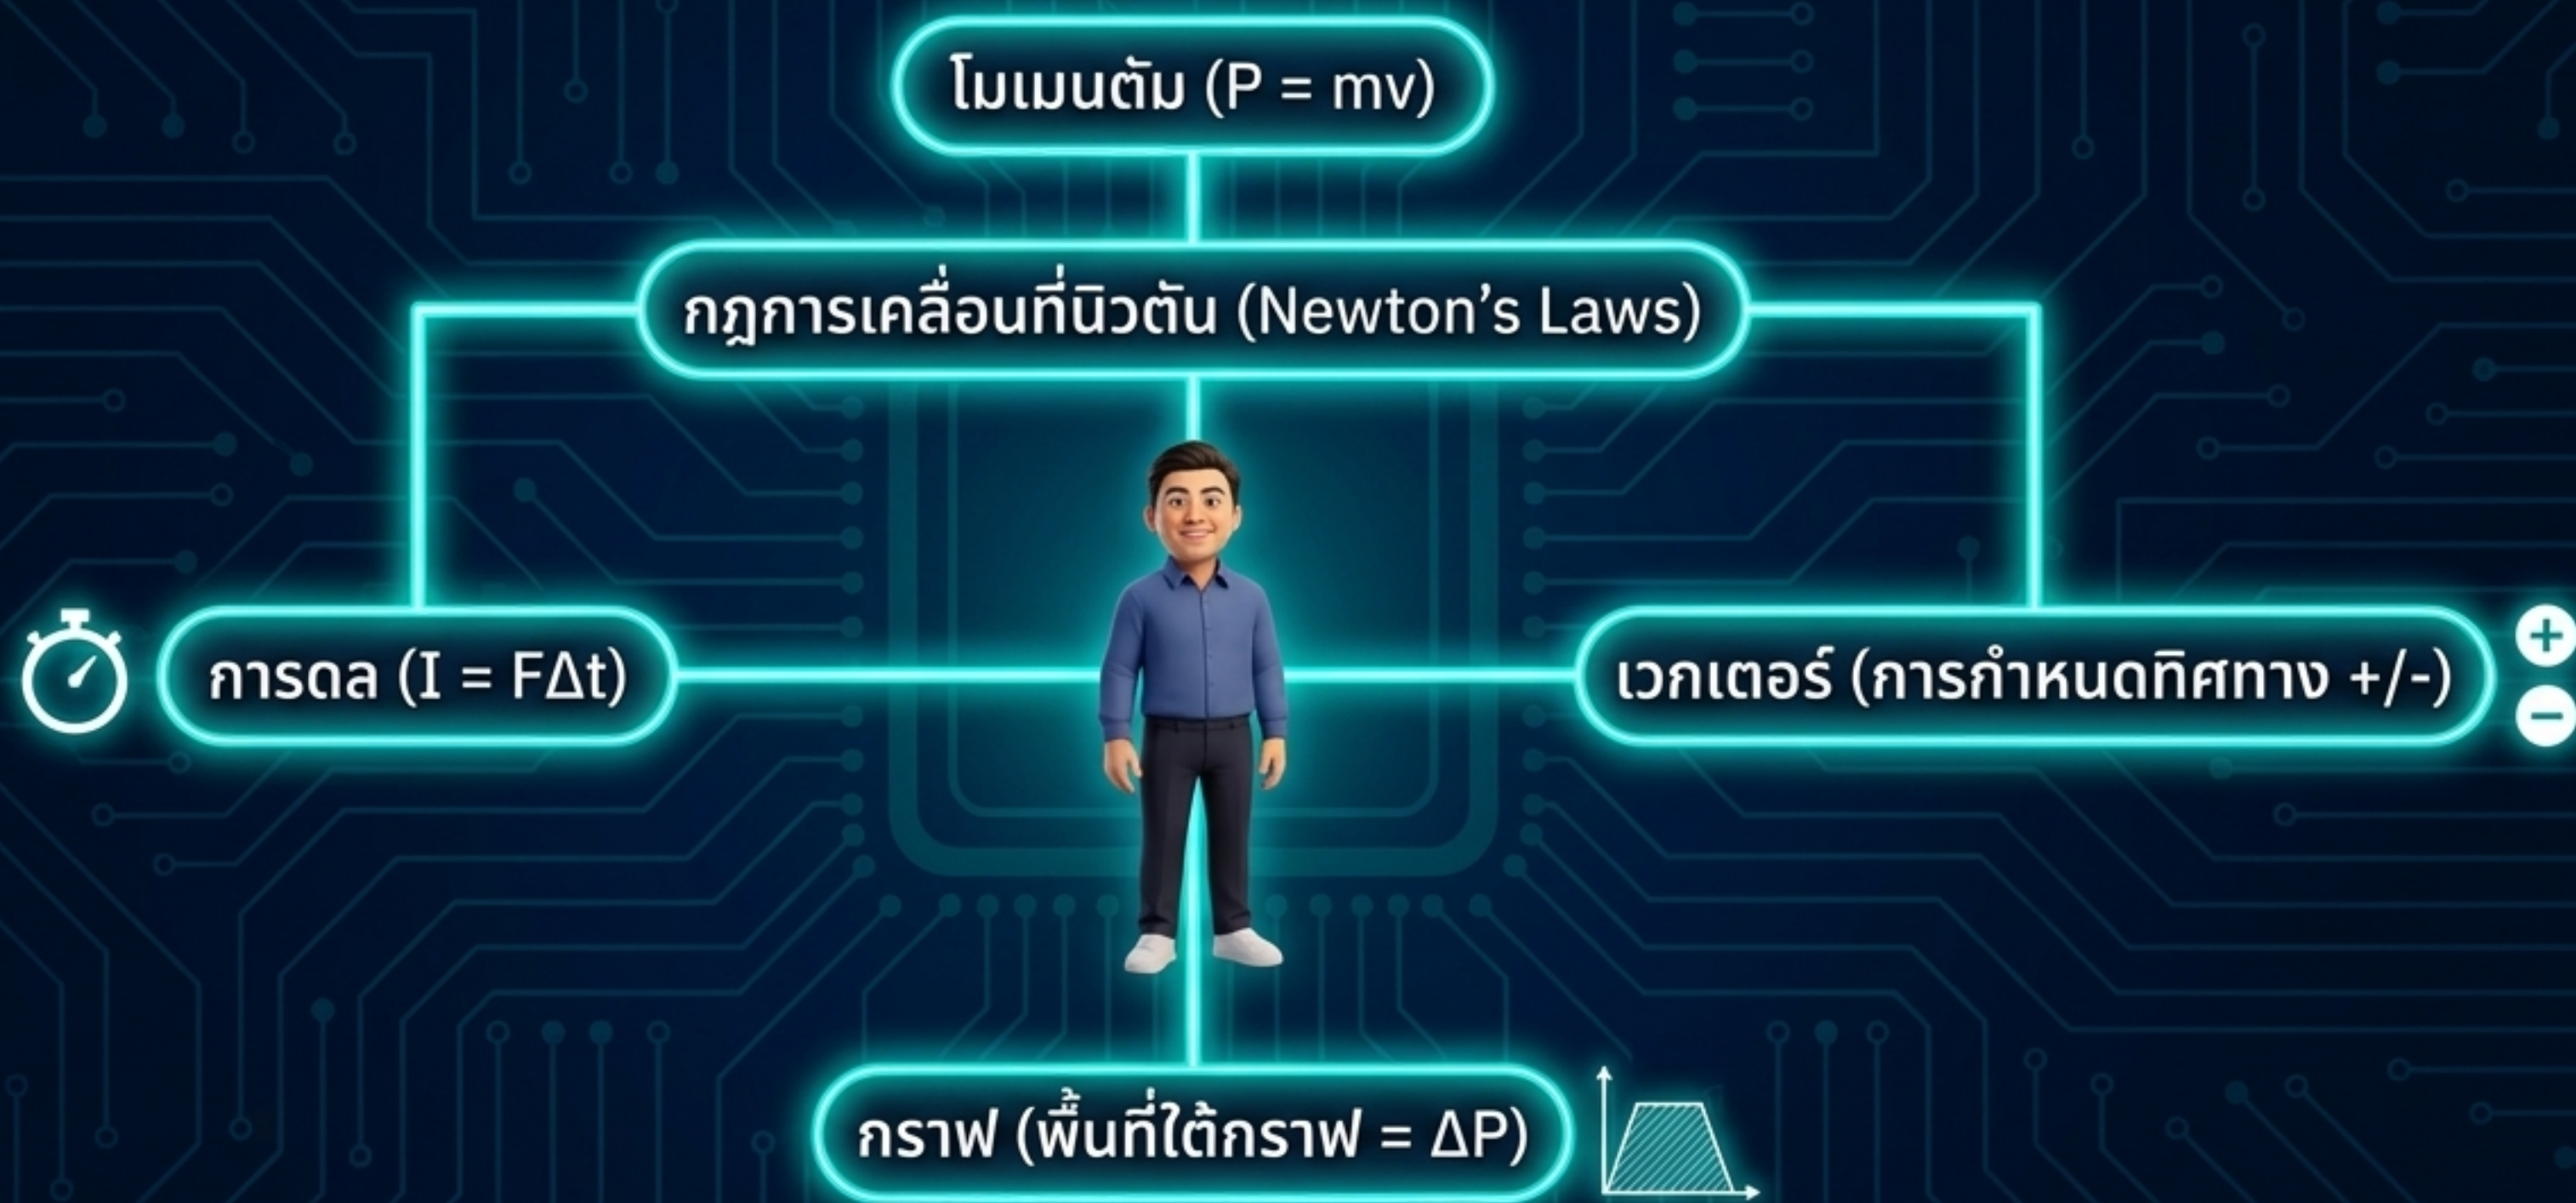 โมเมนตัม (P = mv)
กฎการเคลื่อนที่นิวตัน (Newton's Laws)
การดล (I = FΔt)
เวกเตอร์ (การกำหนดทิศทาง +/-)
กราฟ (พื้นที่ใต้กราฟ = ΔP)